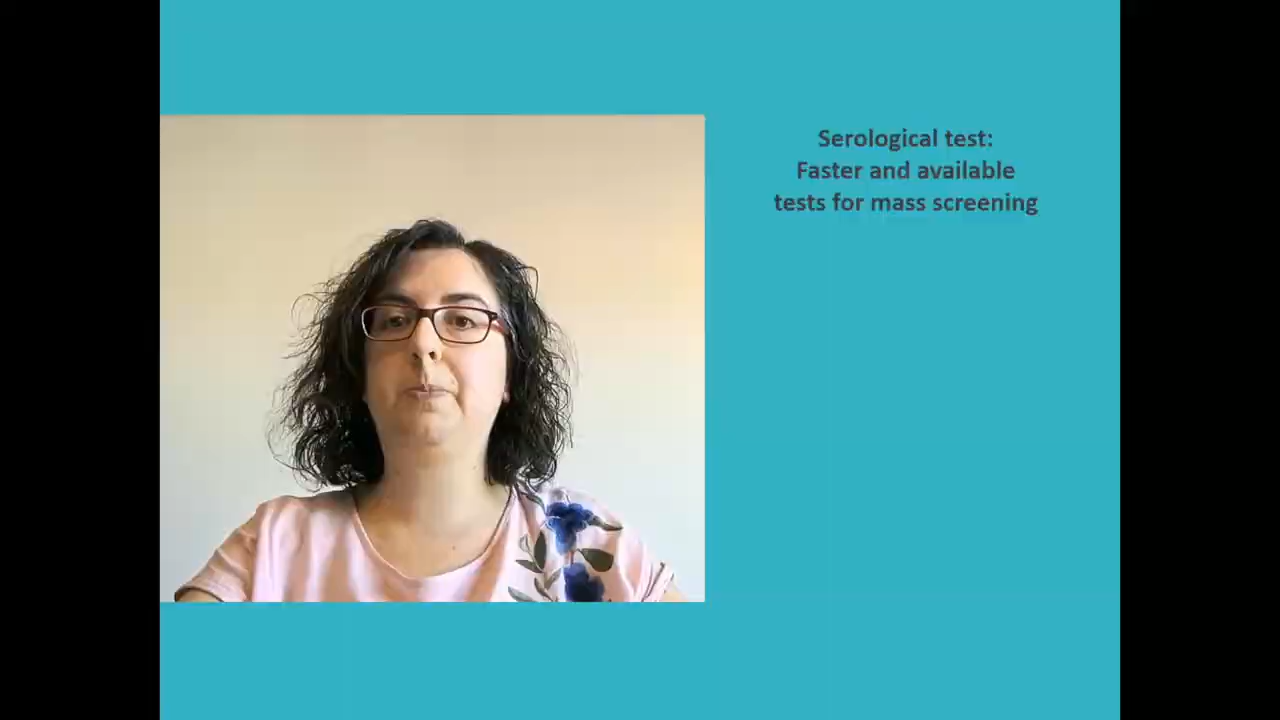 Serological test:
Faster and available
tests for mass screening